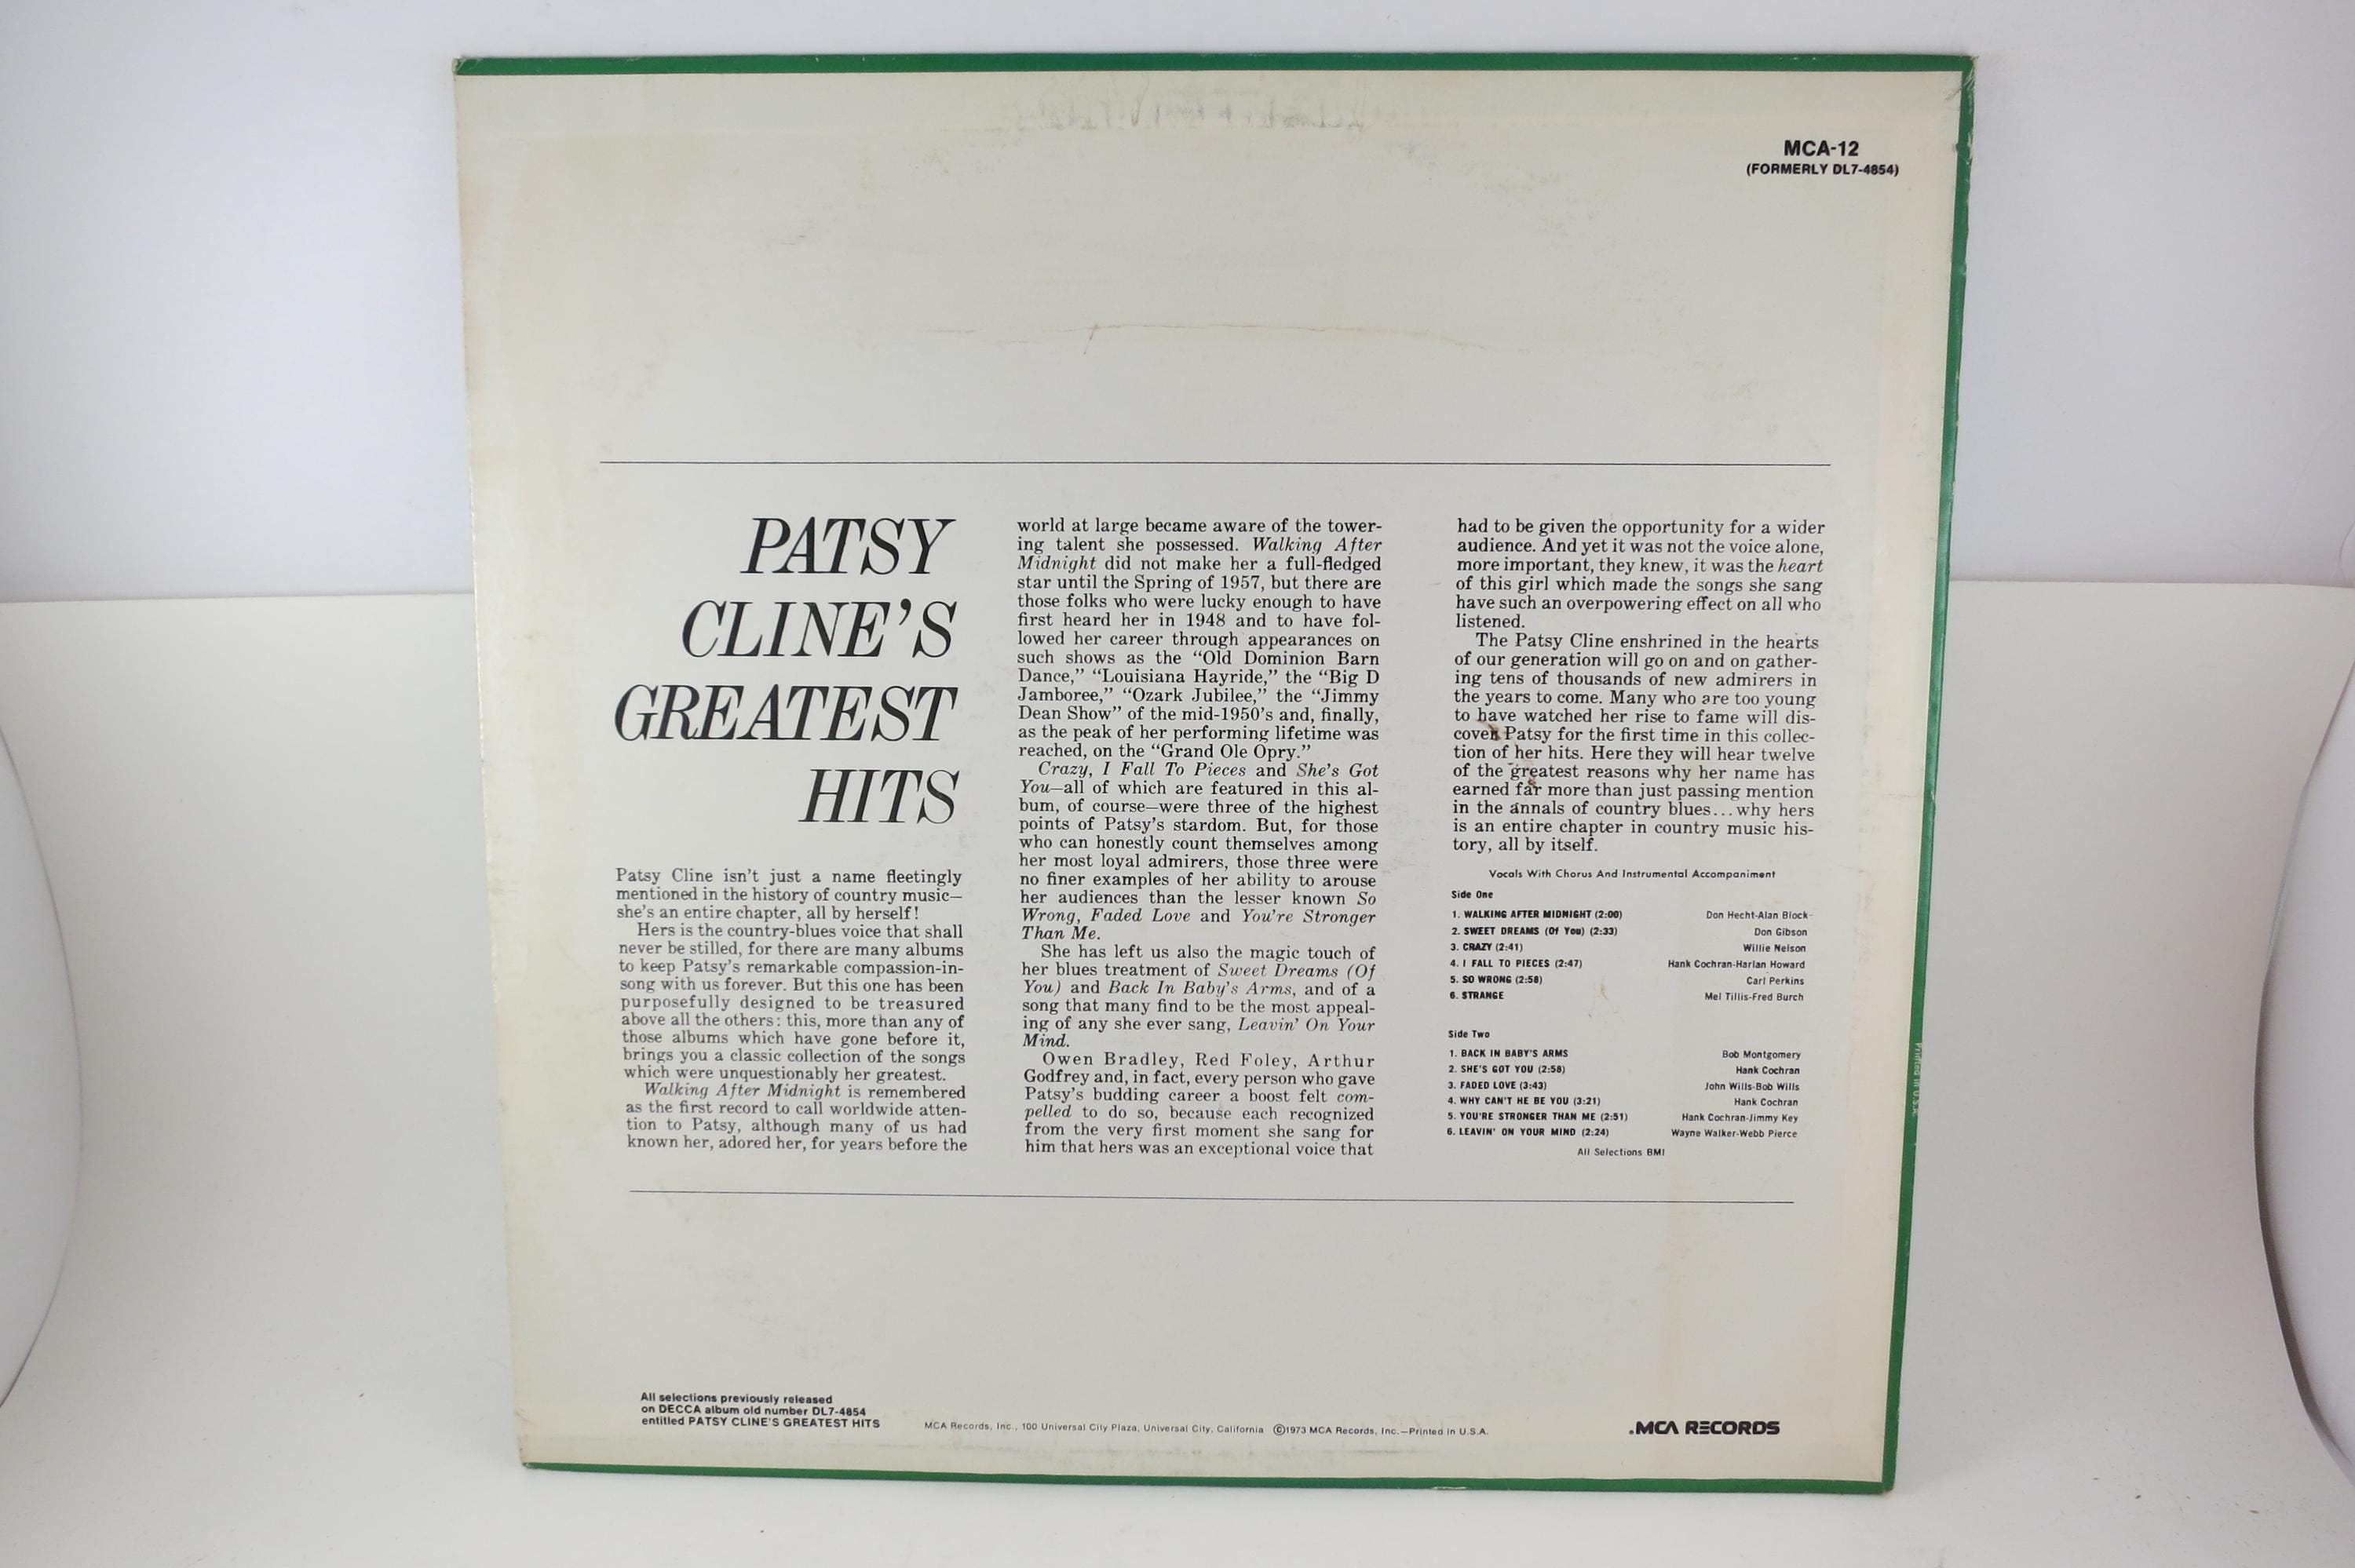 MCA-12
(FORMERLY DL7-4854)
PATSY
CLINE'S
GREATEST
HITS
Patsy Cline isn't just a name fleetingly
mentioned in the history of country music—
she's an entire chapter, all by herself!
Hers is the country-blues voice that shall
never be stilled, for there are many albums
to keep Patsy's remarkable compassion-in-
song with us forever. But this one has been
purposefully designed to be treasured
above all the others: this, more than any of
those albums which have gone before it,
brings you a classic collection of the songs
which were unquestionably her greatest.
Walking After Midnight is remembered
as the first record to call worldwide atten-
tion to Patsy, although many of us had
known her, adored her, for years before the
world at large became aware of the tower-
ing talent she possessed. Walking After
Midnight did not make her a full-fledged
star until the Spring of 1957, but there are
those folks who were lucky enough to have
first heard her in 1948 and to have fol-
lowed her career through appearances on
such shows as the “Old Dominion Barn
Dance,” “Louisiana Hayride,” the “Big D
Jamboree,” “Ozark Jubilee,” the “Jimmy
Dean Show” of the mid-1950's and, finally,
as the peak of her performing lifetime was
reached, on the “Grand Ole Opry.”
Crazy, I Fall To Pieces and She's Got
You—all of which are featured in this al-
bum, of course—were three of the highest
points of Patsy's stardom. But, for those
who can honestly count themselves among
her most loyal admirers, those three were
no finer examples of her ability to arouse
her audiences than the lesser known So
Wrong, Faded Love and You're Stronger
Than Me.
She has left us also the magic touch of
her blues treatment of Sweet Dreams (Of
You) and Back In Baby's Arms, and of a
song that many find to be the most appeal-
ing of any she ever sang, Leavin' On Your
Mind.
Owen Bradley, Red Foley, Arthur
Godfrey and, in fact, every person who gave
Patsy's budding career a boost felt com-
pelled to do so, because each recognized
from the very first moment she sang for
him that hers was an exceptional voice that
had to be given the opportunity for a wider
audience. And yet it was not the voice alone,
more important, they knew, it was the heart
of this girl which made the songs she sang
have such an overpowering effect on all who
listened.
The Patsy Cline enshrined in the hearts
of our generation will go on and on gather-
ing tens of thousands of new admirers in
the years to come. Many who are too young
to have watched her rise to fame will dis-
cover Patsy for the first time in this collec-
tion of her hits. Here they will hear twelve
of the greatest reasons why her name has
earned far more than just passing mention
in the annals of country blues...why hers
is an entire chapter in country music his-
tory, all by itself.
Vocals With Chorus And Instrumental Accompaniment
Side One
1. WALKING AFTER MIDNIGHT (2:00) Don Hecht-Alan Block
2. SWEET DREAMS (Of You) (2:33) Don Gibson
3. CRAZY (2:41) Willie Nelson
4. I FALL TO PIECES (2:47) Hank Cochran-Harlan Howard
5. SO WRONG (2:58) Carl Perkins
6. STRANGE Mel Tillis-Fred Burch
Side Two
1. BACK IN BABY'S ARMS Bob Montgomery
2. SHE'S GOT YOU (2:58) Hank Cochran
3. FADED LOVE (3:43) John Wills-Bob Wills
4. WHY CAN'T HE BE YOU (3:21) Hank Cochran
5. YOU'RE STRONGER THAN ME (2:51) Hank Cochran-Jimmy Key
6. LEAVIN' ON YOUR MIND (2:24) Wayne Walker-Webb Pierce
All Selections BMI
Printed in U.S.A.
All selections previously released
on DECCA album old number DL7-4854
entitled PATSY CLINE'S GREATEST HITS
MCA Records, Inc., 100 Universal City Plaza, Universal City, California ©1973 MCA Records, Inc.—Printed in U.S.A.
.MCA RECORDS